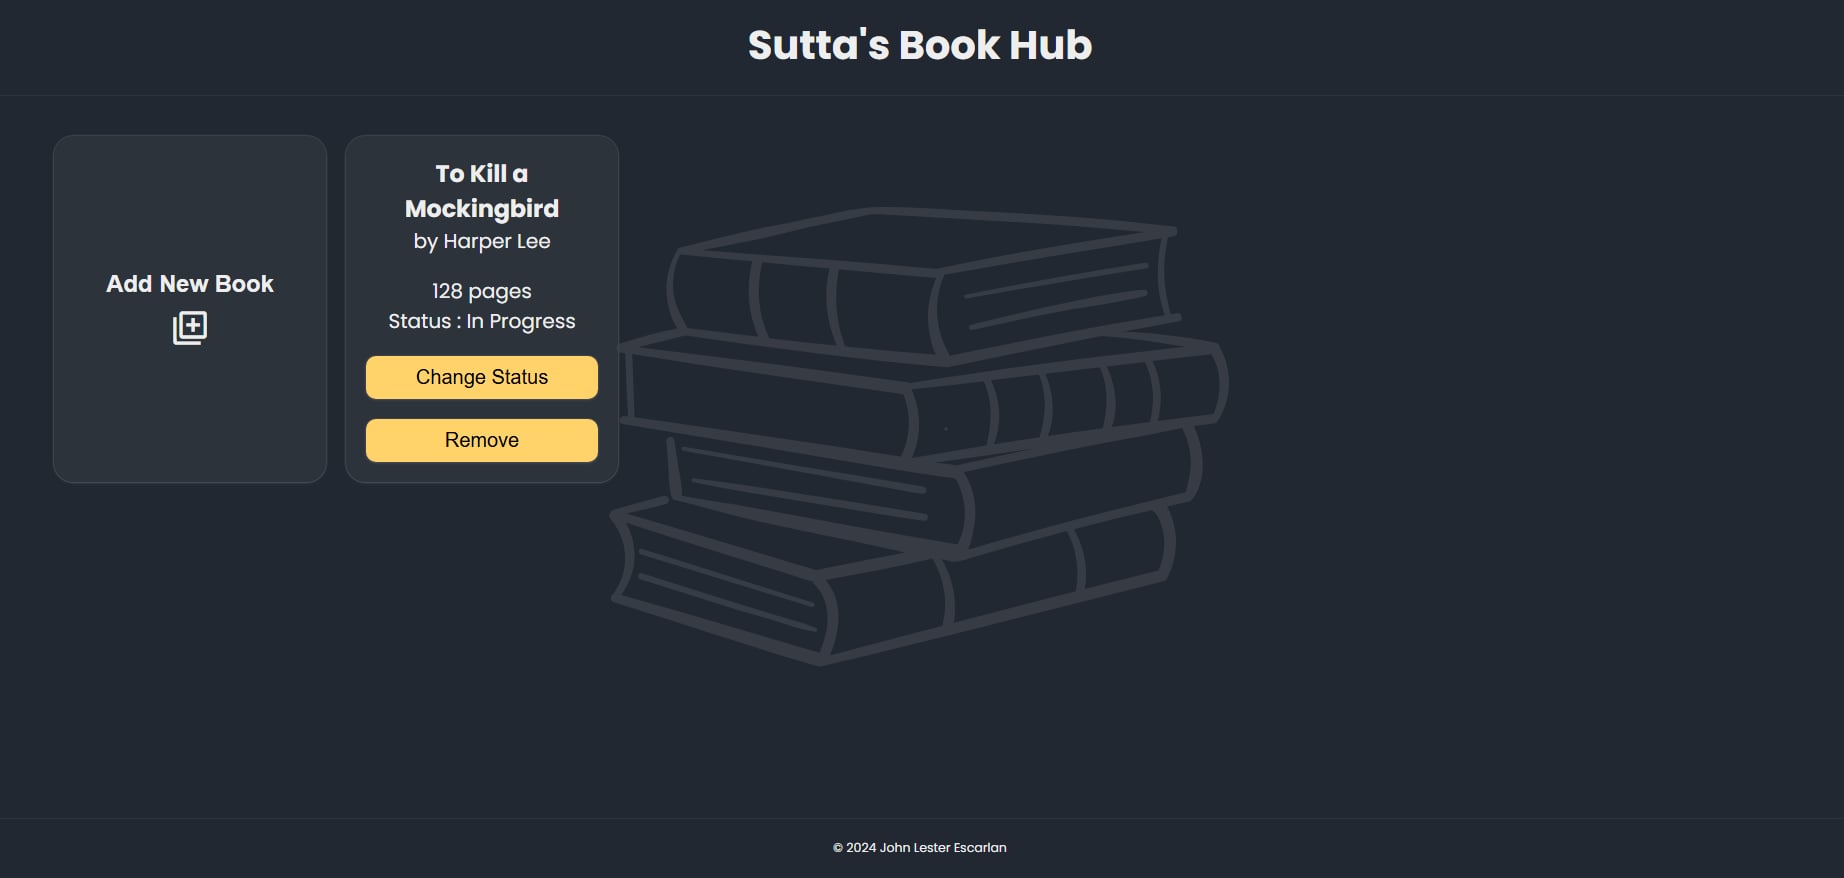 Sutta's Book Hub
Add New Book
To Kill a
Mockingbird
by Harper Lee
128 pages
Status : In Progress
Change Status
Remove
© 2024 John Lester Escarlan